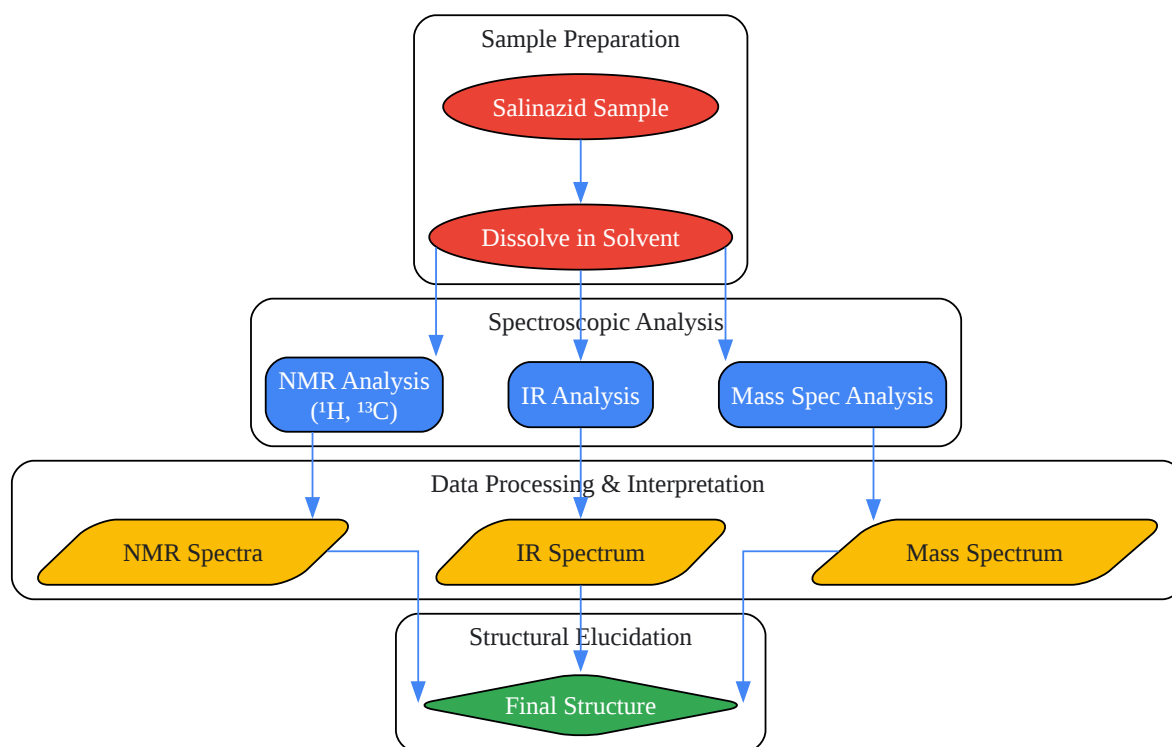 Sample Preparation
Salinazid Sample
Dissolve in Solvent
Spectroscopic Analysis
NMR Analysis
(¹H, ¹³C)
IR Analysis
Mass Spec Analysis
Data Processing & Interpretation
NMR Spectra
IR Spectrum
Mass Spectrum
Structural Elucidation
Final Structure